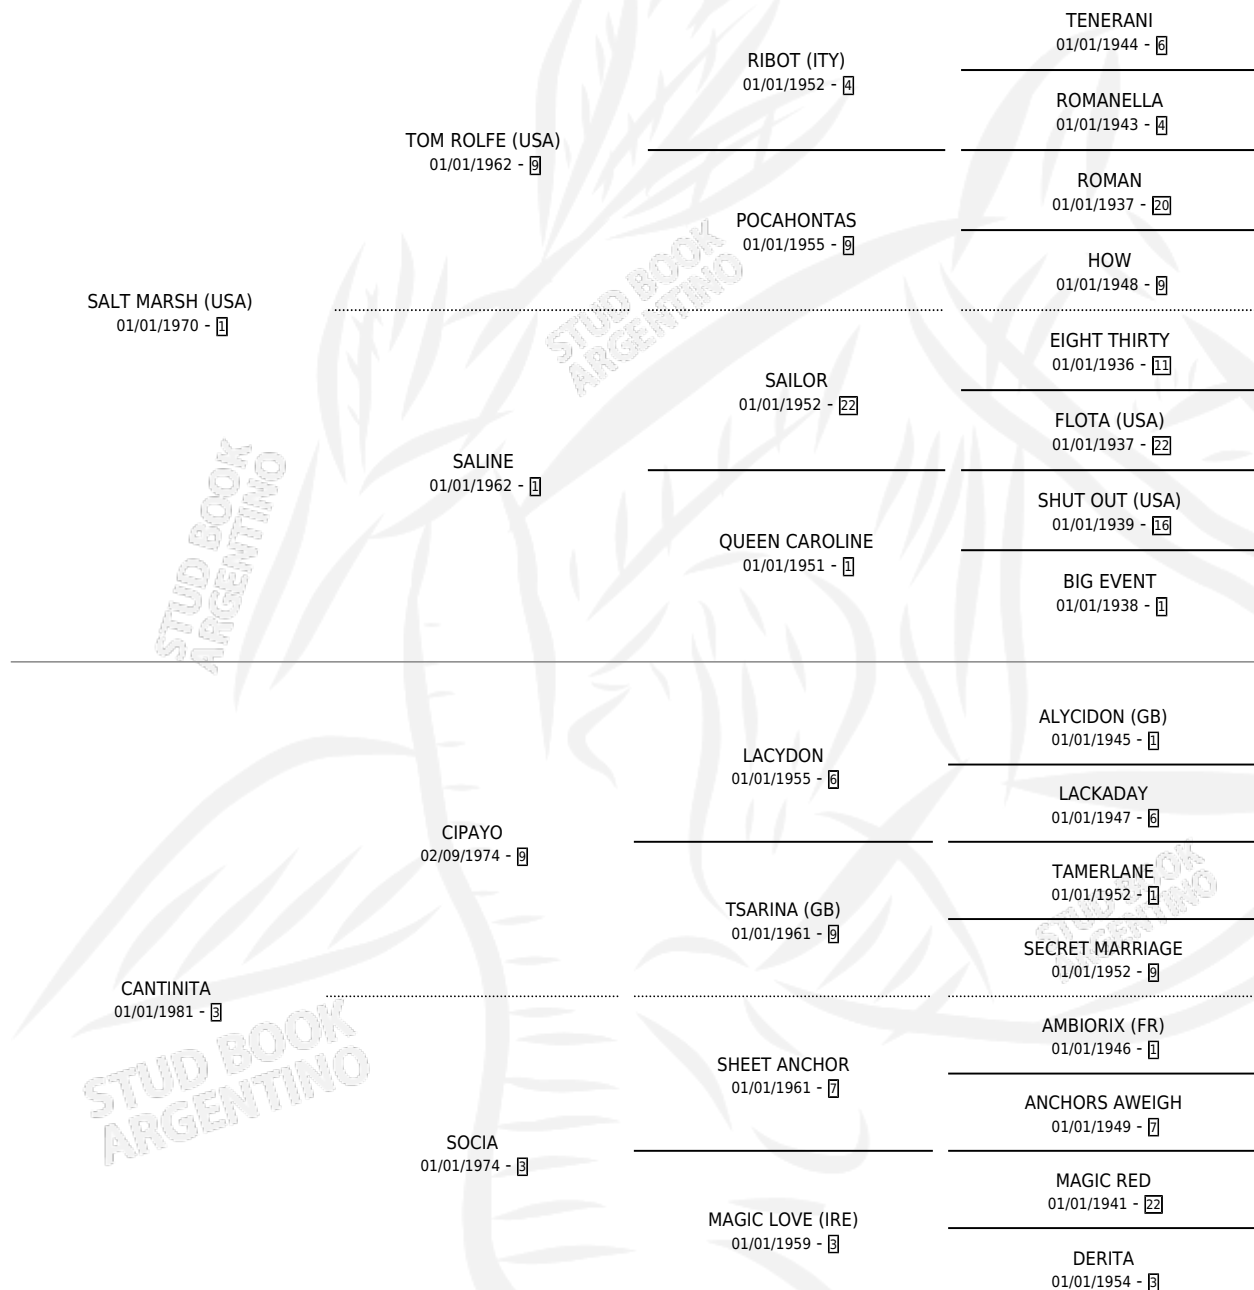 TENERANI
01/01/1944 - 6
RIBOT (ITY)
01/01/1952 - 4
ROMANELLA
01/01/1943 - 4
TOM ROLFE (USA)
01/01/1962 - 9
ROMAN
01/01/1937 - 20
POCAHONTAS
01/01/1955 - 9
HOW
01/01/1948 - 9
SALT MARSH (USA)
01/01/1970 - 1
STUD BOOK
ARGENTINO
EIGHT THIRTY
01/01/1936 - 11
SAILOR
01/01/1952 - 22
FLOTA (USA)
01/01/1937 - 22
SALINE
01/01/1962 - 1
SHUT OUT (USA)
01/01/1939 - 16
QUEEN CAROLINE
01/01/1951 - 1
BIG EVENT
01/01/1938 - 1
STUD BOOK
ARGENTINO
ALYCIDON (GB)
01/01/1945 - 1
LACYDON
01/01/1955 - 6
LACKADAY
01/01/1947 - 6
CIPAYO
02/09/1974 - 9
TAMERLANE
01/01/1952 - 1
TSARINA (GB)
01/01/1961 - 9
STUD BOOK
ARGENTINO
SECRET MARRIAGE
01/01/1952 - 9
CANTINITA
01/01/1981 - 3
AMBIORIX (FR)
01/01/1946 - 1
SHEET ANCHOR
01/01/1961 - 7
STUD BOOK
ARGENTINO
ANCHORS AWEIGH
01/01/1949 - 7
SOCIA
01/01/1974 - 3
MAGIC RED
01/01/1941 - 22
MAGIC LOVE (IRE)
01/01/1959 - 3
DERITA
01/01/1954 - 3